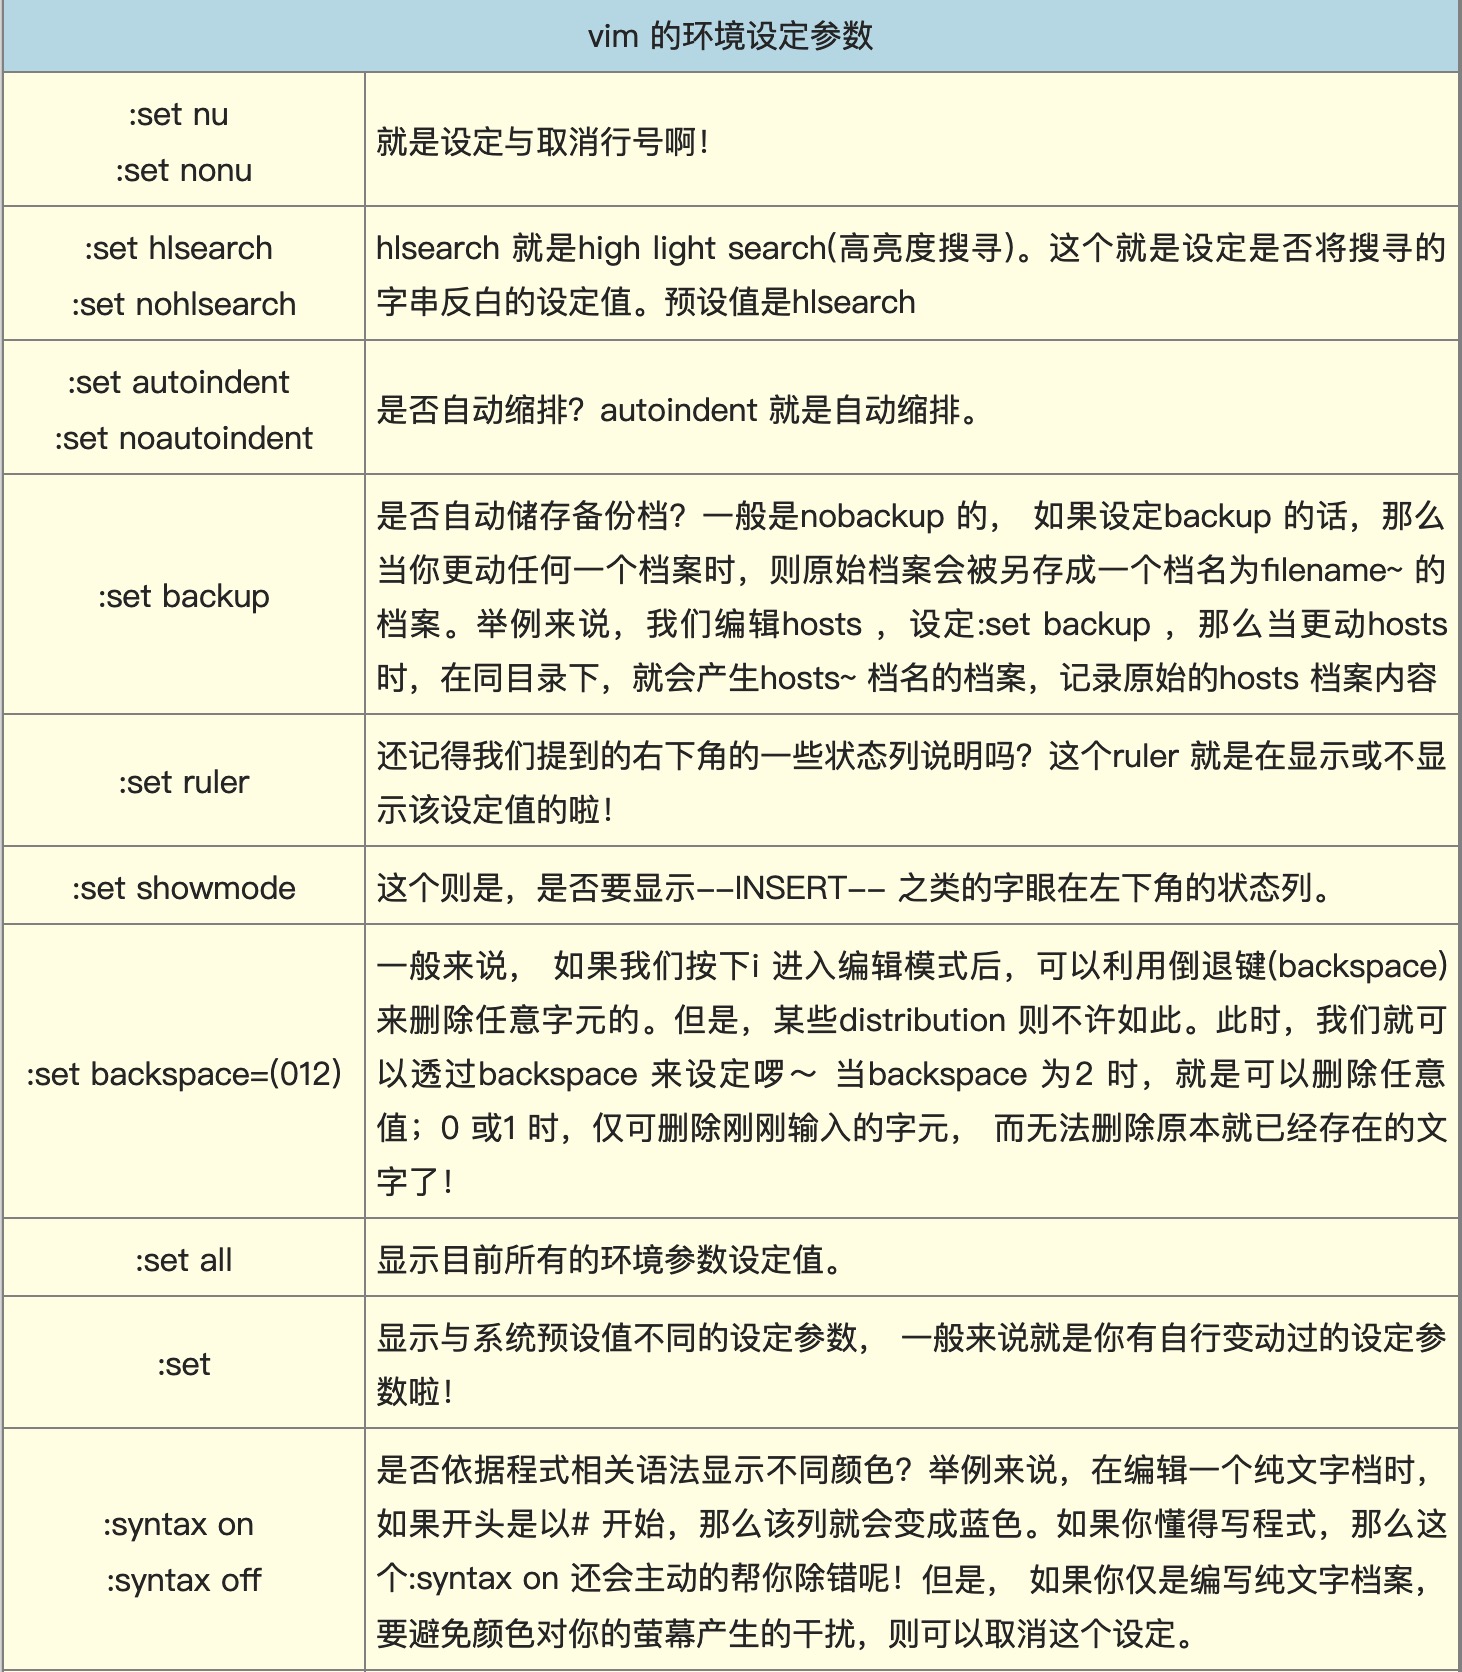 vim 的环境设定参数
:set nu
:set nonu
就是设定与取消行号啊！
:set hlsearch
:set nohlsearch
hlsearch 就是high light search(高亮度搜寻)。这个就是设定是否将搜寻的
字串反白的设定值。预设值是hlsearch
:set autoindent
:set noautoindent
是否自动缩排？autoindent 就是自动缩排。
:set backup
是否自动储存备份档？一般是nobackup 的， 如果设定backup 的话，那么
当你更动任何一个档案时，则原始档案会被另存成一个档名为filename~ 的
档案。举例来说，我们编辑hosts ，设定:set backup ，那么当更动hosts
时，在同目录下，就会产生hosts~ 档名的档案，记录原始的hosts 档案内容
:set ruler
还记得我们提到的右下角的一些状态列说明吗？这个ruler 就是在显示或不显
示该设定值的啦！
:set showmode
这个则是，是否要显示--INSERT-- 之类的字眼在左下角的状态列。
:set backspace=(012)
一般来说， 如果我们按下i 进入编辑模式后，可以利用倒退键(backspace)
来删除任意字元的。但是，某些distribution 则不许如此。此时，我们就可
以透过backspace 来设定啰～ 当backspace 为2 时，就是可以删除任意
值；0 或1 时，仅可删除刚刚输入的字元， 而无法删除原本就已经存在的文
字了！
:set all
显示目前所有的环境参数设定值。
:set
显示与系统预设值不同的设定参数， 一般来说就是你有自行变动过的设定参
数啦！
:syntax on
:syntax off
是否依据程式相关语法显示不同颜色？举例来说，在编辑一个纯文字档时，
如果开头是以# 开始，那么该列就会变成蓝色。如果你懂得写程式，那么这
个:syntax on 还会主动的帮你除错呢！但是， 如果你仅是编写纯文字档案，
要避免颜色对你的萤幕产生的干扰，则可以取消这个设定。